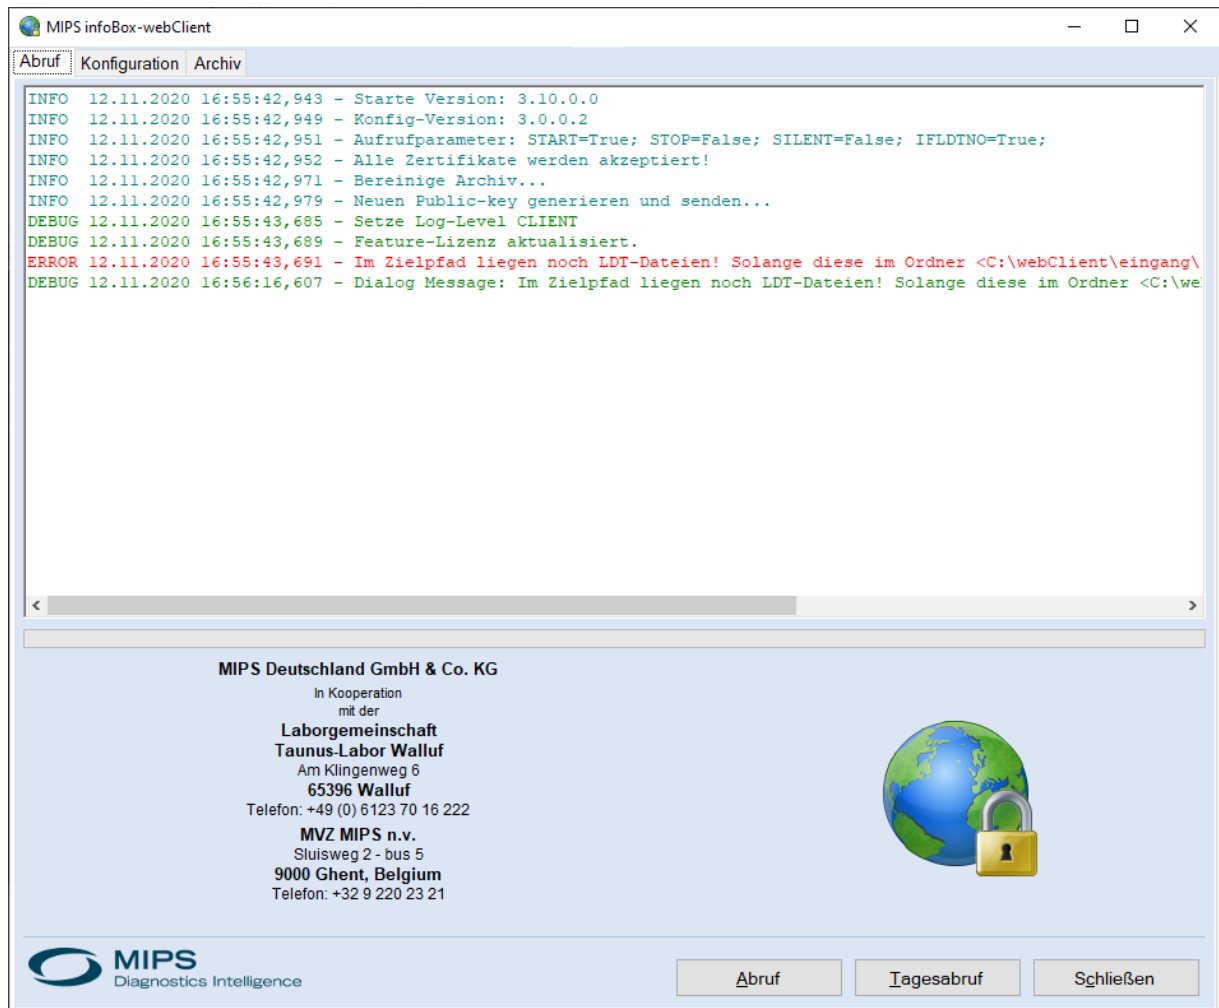 MIPS infoBox-webClient
Abruf Konfiguration Archiv
INFO 12.11.2020 16:55:42,943 - Starte Version: 3.10.0.0
INFO 12.11.2020 16:55:42,949 - Konfig-Version: 3.0.0.2
INFO 12.11.2020 16:55:42,951 - Aufrufparameter: START=True; STOP=False; SILENT=False; IFLDTNO=True;
INFO 12.11.2020 16:55:42,952 - Alle Zertifikate werden akzeptiert!
INFO 12.11.2020 16:55:42,971 - Bereinige Archiv...
INFO 12.11.2020 16:55:42,979 - Neuen Public-key generieren und senden...
DEBUG 12.11.2020 16:55:43,685 - Setze Log-Level CLIENT
DEBUG 12.11.2020 16:55:43,689 - Feature-Lizenz aktualisiert.
ERROR 12.11.2020 16:55:43,691 - Im Zielpfad liegen noch LDT-Dateien! Solange diese im Ordner <C:\webClient\eingang\
DEBUG 12.11.2020 16:56:16,607 - Dialog Message: Im Zielpfad liegen noch LDT-Dateien! Solange diese im Ordner <C:\we
MIPS Deutschland GmbH & Co. KG
In Kooperation
mit der
Laborgemeinschaft
Taunus-Labor Walluf
Am Klingenweg 6
65396 Walluf
Telefon: +49 (0) 6123 70 16 222
MVZ MIPS n.v.
Sluisweg 2 - bus 5
9000 Ghent, Belgium
Telefon: +32 9 220 23 21
MIPS
Diagnostics Intelligence
Abruf Tagesabruf Schließen